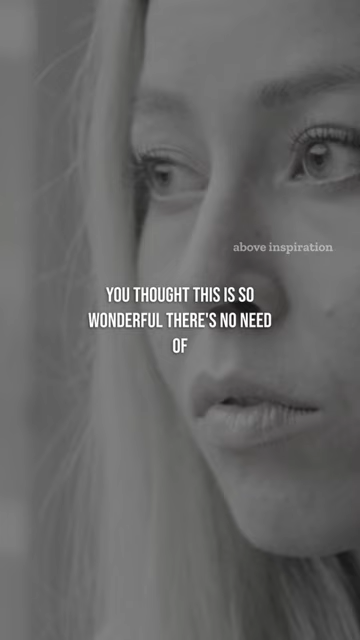 above inspiration
YOU THOUGHT THIS IS SO
WONDERFUL THERE'S NO NEED
OF